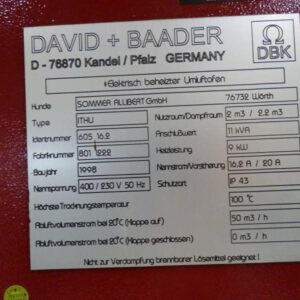 DAVID + BAADER
D - 76870 Kandel / Pfalz GERMANY
DBK
Elektrisch beheizter Umluftofen
Kunde SOMMER ALLIBERT GmbH 76732 Wörth
Type ITHU Nutzraum/Dampfraum 2 m3 / 2.2 m3
Identnummer 605 16.2 Anschlußwert 11 kVA
Fabriknummer 801 1222 Heizleistung 9 kW
Baujahr 1998 Nennstrom/Vorsicherung 16.2 A / 20 A
Nennspannung 400 / 230 V 50 Hz Schutzart IP 43
Höchste Trocknungstemperatur 100 °C
Abluftvolumenstrom bei 20°C (Klappe auf) 50 m3 / h
Abluftvolumenstrom bei 20°C (Klappe geschlossen) 0 m3 / h
Nicht zur Verdampfung brennbarer Lösemittel geeignet !